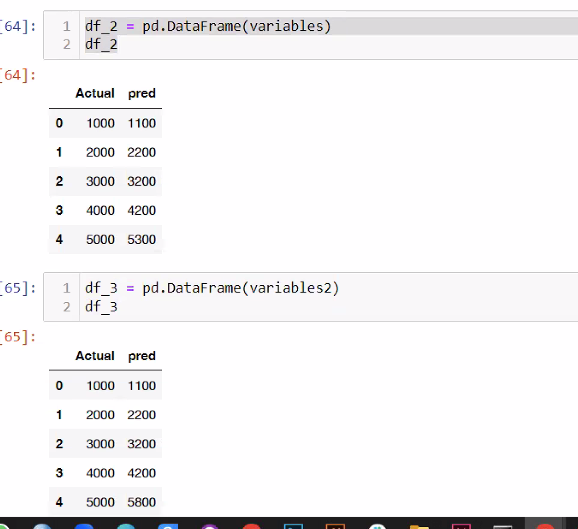 [64]:
1 df_2 = pd.DataFrame(variables)
2 df_2
[64]:
Actual pred
0 1000 1100
1 2000 2200
2 3000 3200
3 4000 4200
4 5000 5300
[65]:
1 df_3 = pd.DataFrame(variables2)
2 df_3
[65]:
Actual pred
0 1000 1100
1 2000 2200
2 3000 3200
3 4000 4200
4 5000 5800